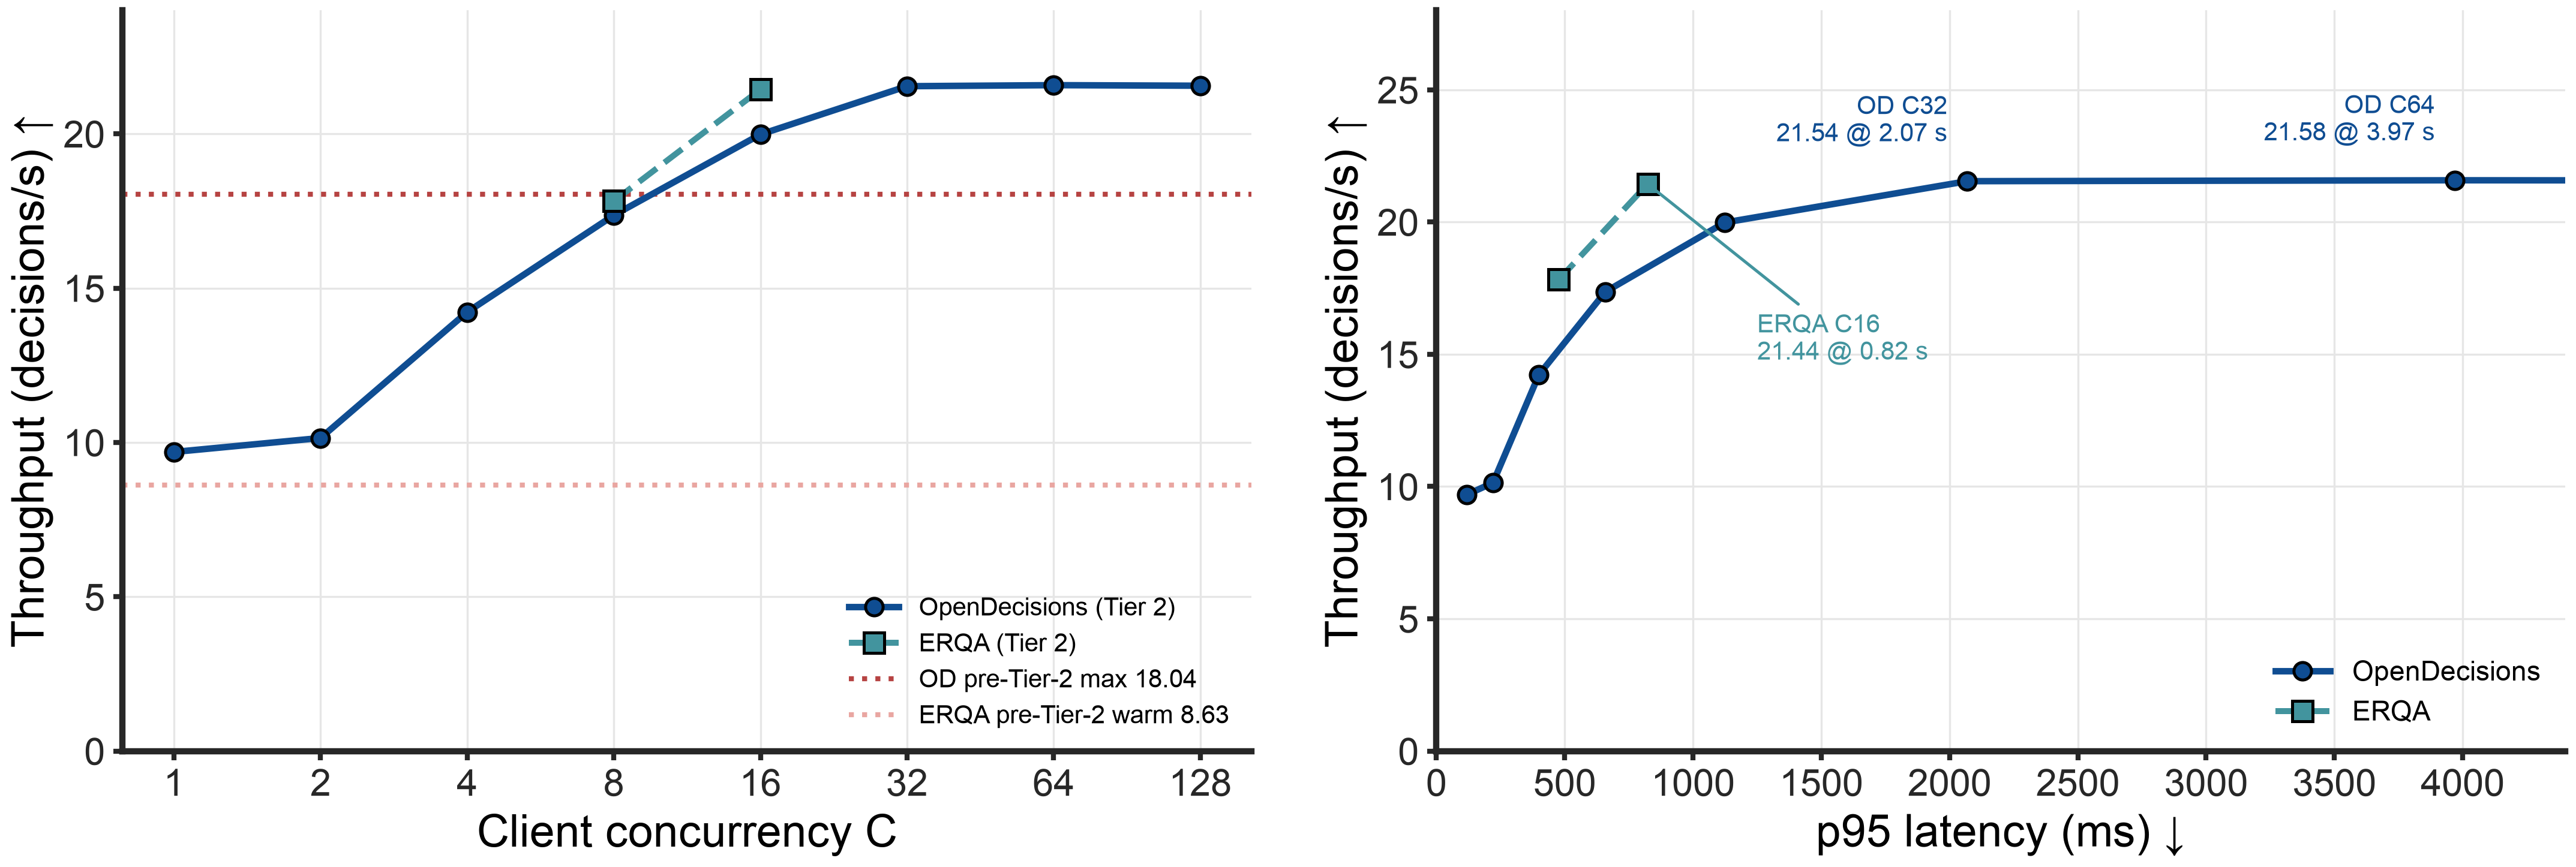 Throughput (decisions/s) ↑
20
15
10
5
0
1 2 4 8 16 32 64 128
Client concurrency C
OpenDecisions (Tier 2)
ERQA (Tier 2)
OD pre-Tier-2 max 18.04
ERQA pre-Tier-2 warm 8.63
Throughput (decisions/s) ↑
25
20
15
10
5
0
0 500 1000 1500 2000 2500 3000 3500 4000
p95 latency (ms) ↓
OD C32
21.54 @ 2.07 s
OD C64
21.58 @ 3.97 s
ERQA C16
21.44 @ 0.82 s
OpenDecisions
ERQA